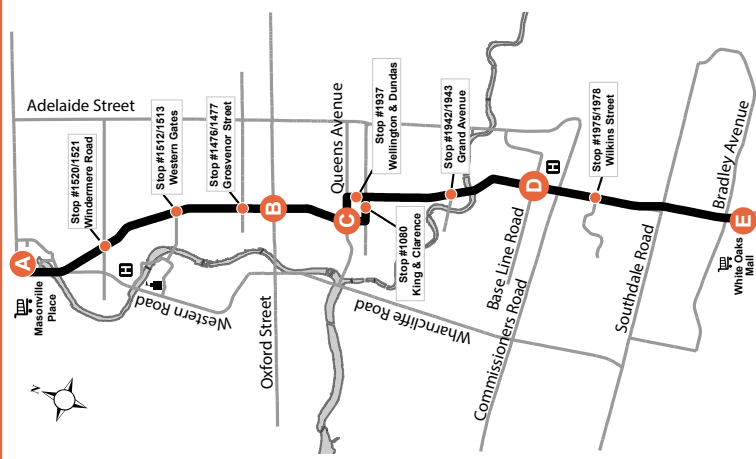 N
A
Masonville
Place
Adelaide Street
Stop #1520/1521
Windermere Road
Stop #1512/1513
Western Gates
Stop #1476/1477
Grosvenor Street
H
Western Road
B
Oxford Street
Queens Avenue
C
Stop #1937
Wellington & Dundas
Stop #1080
King & Clarence
Stop #1942/1943
Grand Avenue
Wharncliffe Road
D
H
Base Line Road
Commissioners Road
Stop #1975/1978
Wilkins Street
Southdale Road
Bradley Avenue
E
White Oaks
Mall